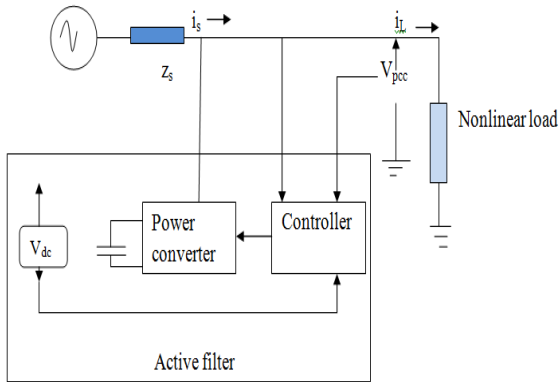 i_s
i_L
z_s
V_pcc
Nonlinear load
Power
converter
Controller
V_dc
Active filter